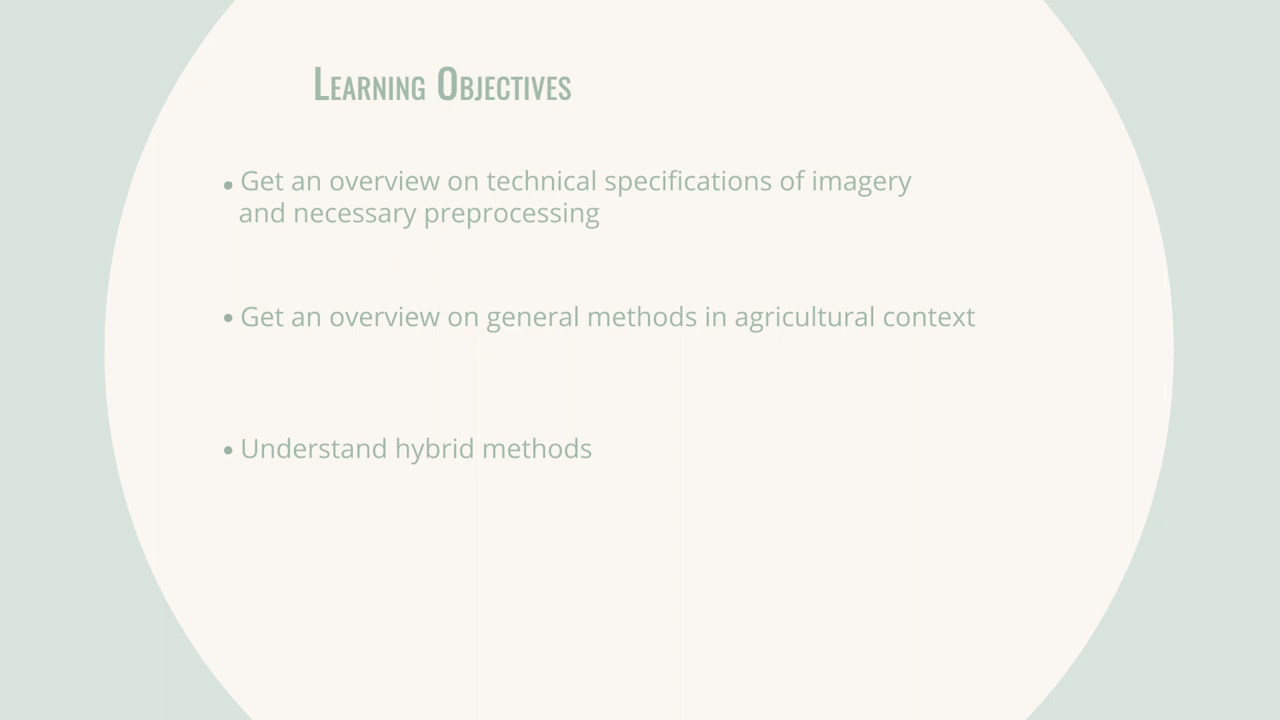 Learning Objectives
• Get an overview on technical specifications of imagery
and necessary preprocessing
• Get an overview on general methods in agricultural context
• Understand hybrid methods